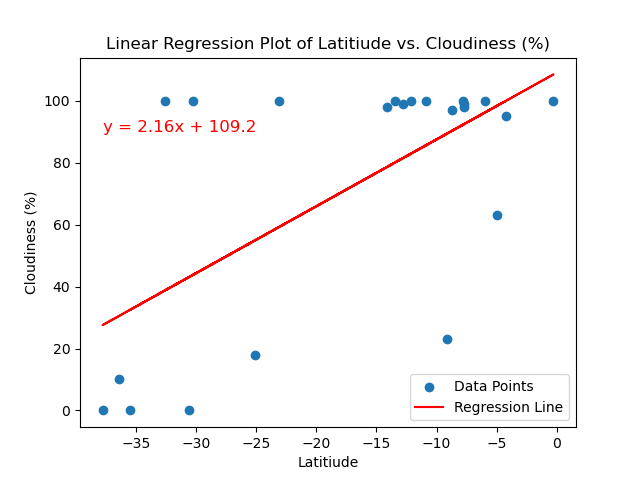 Linear Regression Plot of Latitiude vs. Cloudiness (%)
y = 2.16x + 109.2
Cloudiness (%)
100
80
60
40
20
0
−35
−30
−25
−20
−15
−10
−5
0
Latitiude
Data Points
Regression Line